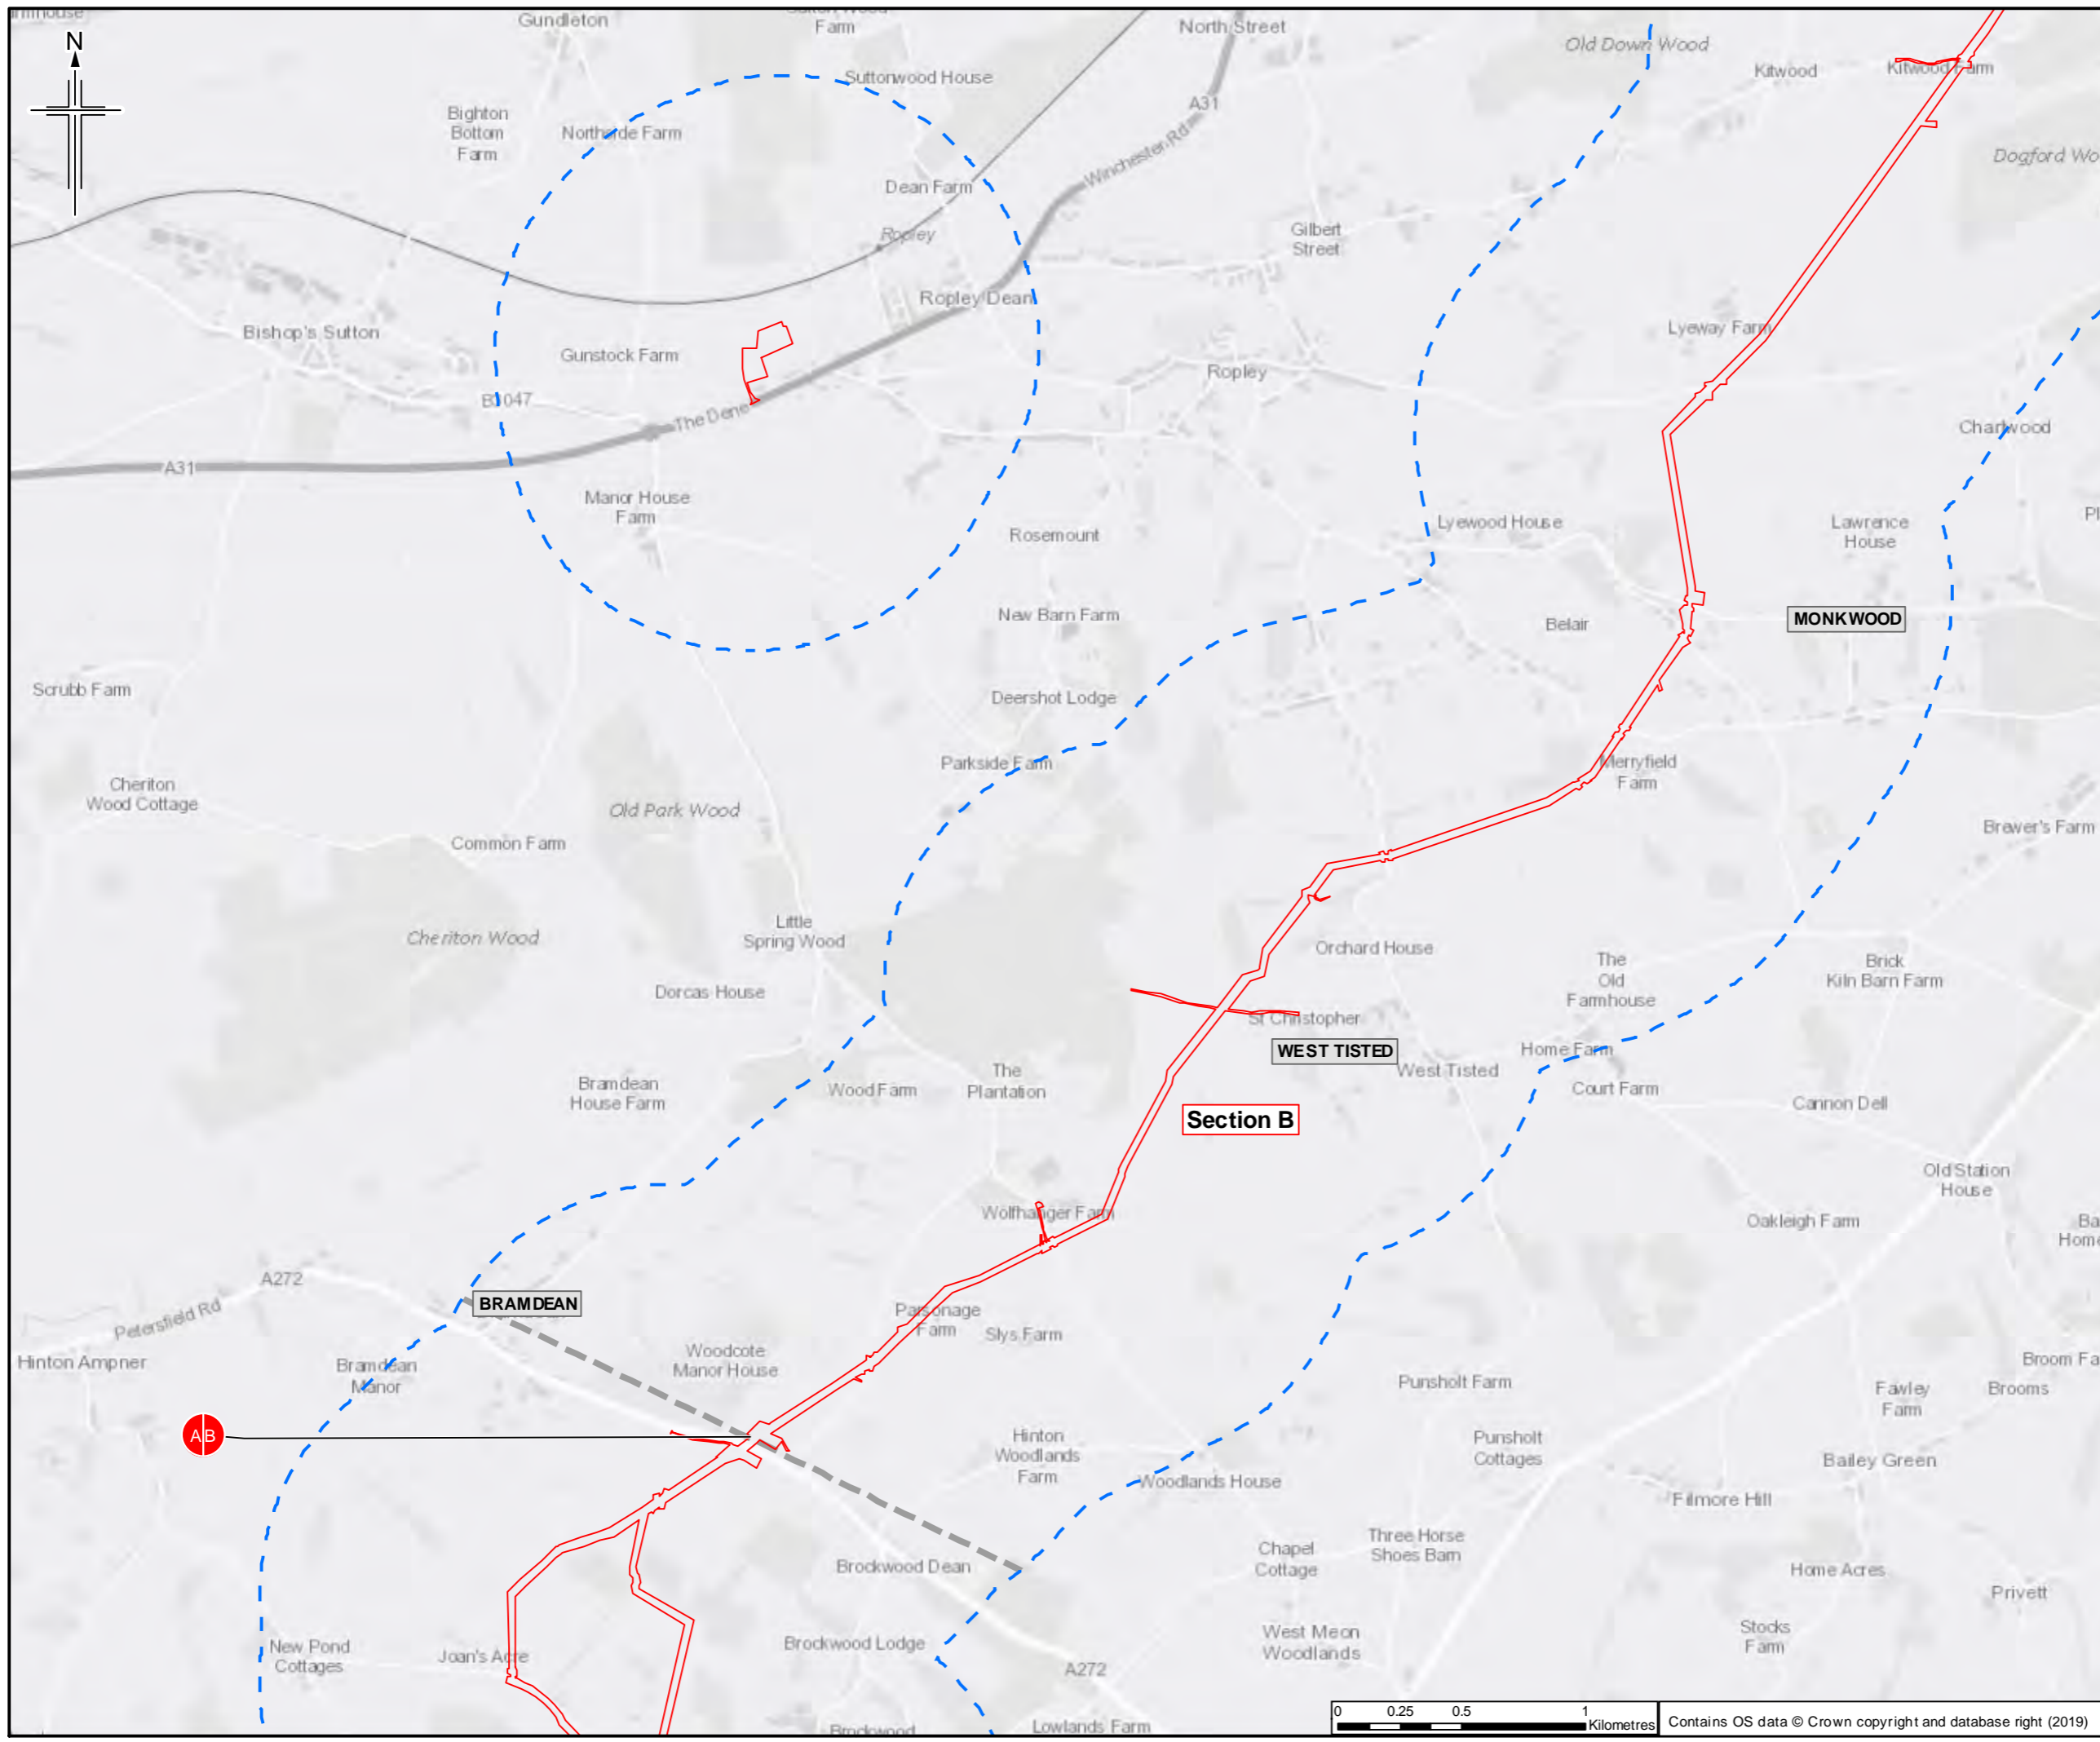 Gundleton
Farm
North Street
Old Down Wood
N
Suttonwood House
Kitwood
Kitwood Farm
A31
Bighton
Bottom
Farm
Northside Farm
Winchester Rd
Dogford Wo
Dean Farm
Ropley
Gilbert
Street
Ropley Dean
Bishop's Sutton
Gunstock Farm
Lyeway Farm
Ropley
B3047
The Dene
Charlwood
A31
Manor House
Farm
Rosemount
Lyewood House
Lawrence
House
Pl
New Barn Farm
Belair
MONKWOOD
Scrubb Farm
Deershot Lodge
Parkside Farm
Merryfield
Farm
Cheriton
Wood Cottage
Old Park Wood
Common Farm
Brewer's Farm
Cheriton Wood
Little
Spring Wood
Orchard House
The
Old
Farmhouse
Brick
Kiln Barn Farm
Dorcas House
St Christopher
WEST TISTED
Home Farm
West Tisted
Court Farm
Cannon Dell
Bramdean
House Farm
Wood Farm
The
Plantation
Section B
Old Station
House
Wolfhanger Farm
Oakleigh Farm
Ba
Home
A272
BRAMDEAN
Petersfield Rd
Parsonage
Farm
Slys Farm
Hinton Ampner
Bramdean
Manor
Woodcote
Manor House
Broom Fa
Punsholt Farm
Fawley
Farm
Brooms
A B
Hinton
Woodlands
Farm
Punsholt
Cottages
Bailey Green
Woodlands House
Filmore Hill
Chapel
Cottage
Three Horse
Shoes Barn
Brockwood Dean
Home Acres
Privett
New Pond
Cottages
Joan's Acre
Brockwood Lodge
West Meon
Woodlands
Stocks
Farm
A272
Brockwood
Lowlands Farm
0 0.25 0.5 1
Kilometres
Contains OS data © Crown copyright and database right (2019)